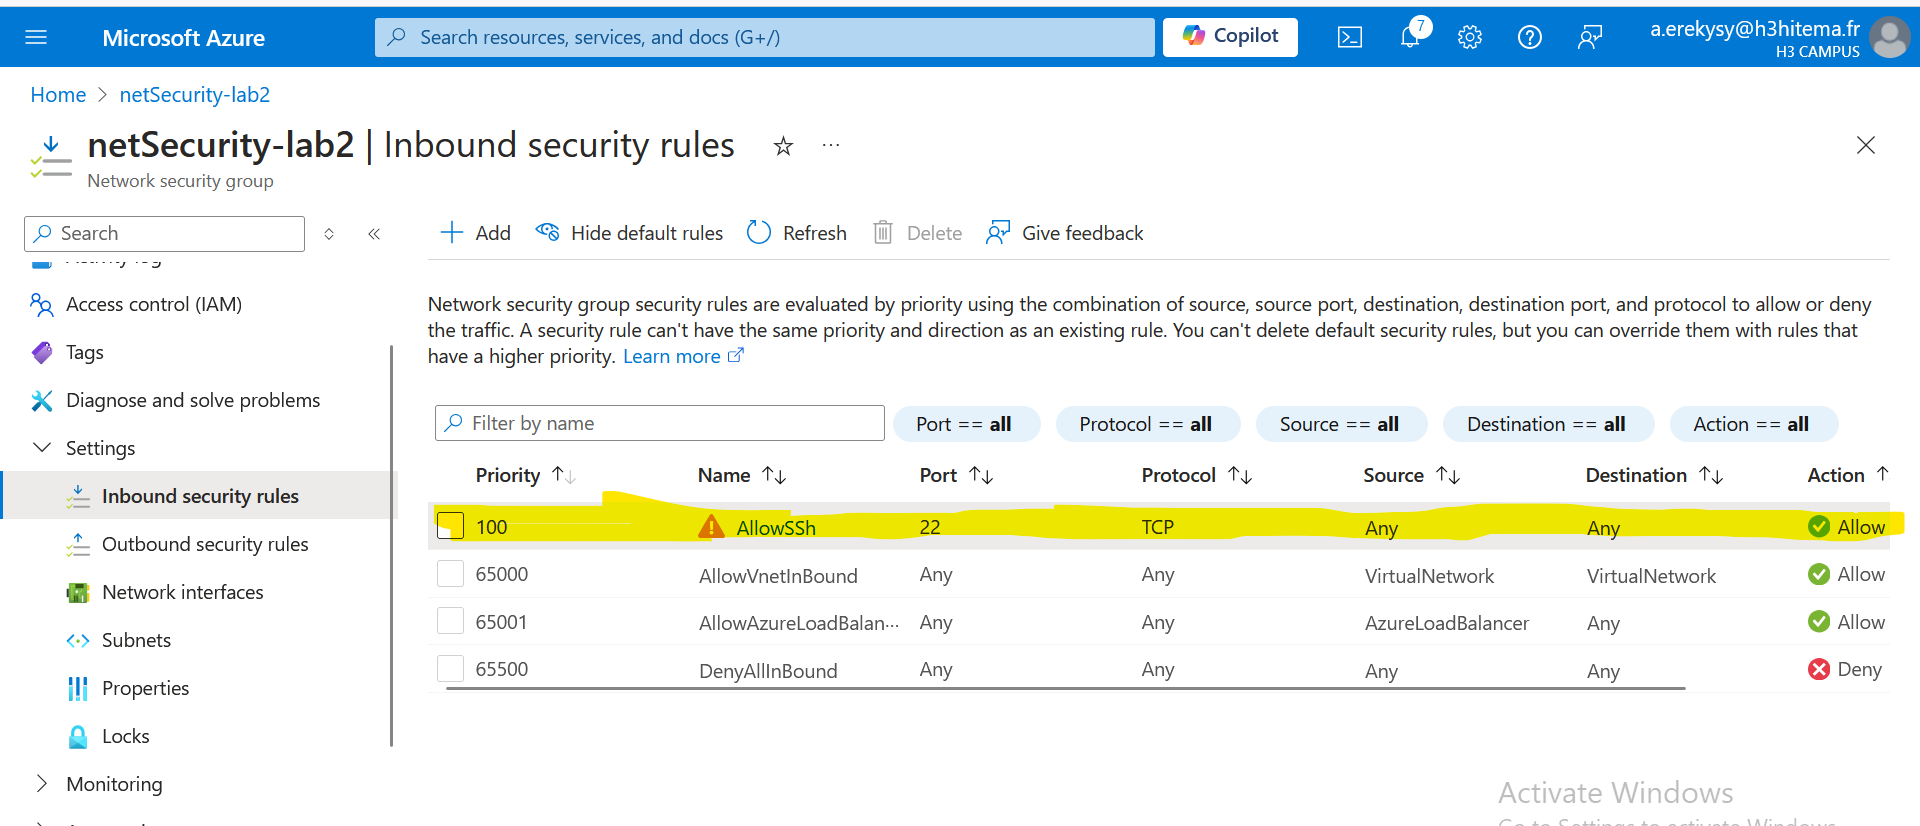 Microsoft Azure
Search resources, services, and docs (G+/)
Copilot
7
a.erekysy@h3hitema.fr
H3 CAMPUS
Home > netSecurity-lab2
netSecurity-lab2 | Inbound security rules
Network security group
Search
Add
Hide default rules
Refresh
Delete
Give feedback
Access control (IAM)
Tags
Diagnose and solve problems
Settings
Inbound security rules
Outbound security rules
Network interfaces
Subnets
Properties
Locks
Monitoring
Network security group security rules are evaluated by priority using the combination of source, source port, destination, destination port, and protocol to allow or deny
the traffic. A security rule can't have the same priority and direction as an existing rule. You can't delete default security rules, but you can override them with rules that
have a higher priority. Learn more
Filter by name
Port == all
Protocol == all
Source == all
Destination == all
Action == all
Priority Name Port Protocol Source Destination Action
100 AllowSSh 22 TCP Any Any Allow
65000 AllowVnetInBound Any Any VirtualNetwork VirtualNetwork Allow
65001 AllowAzureLoadBalan··· Any Any AzureLoadBalancer Any Allow
65500 DenyAllInBound Any Any Any Any Deny
Activate Windows